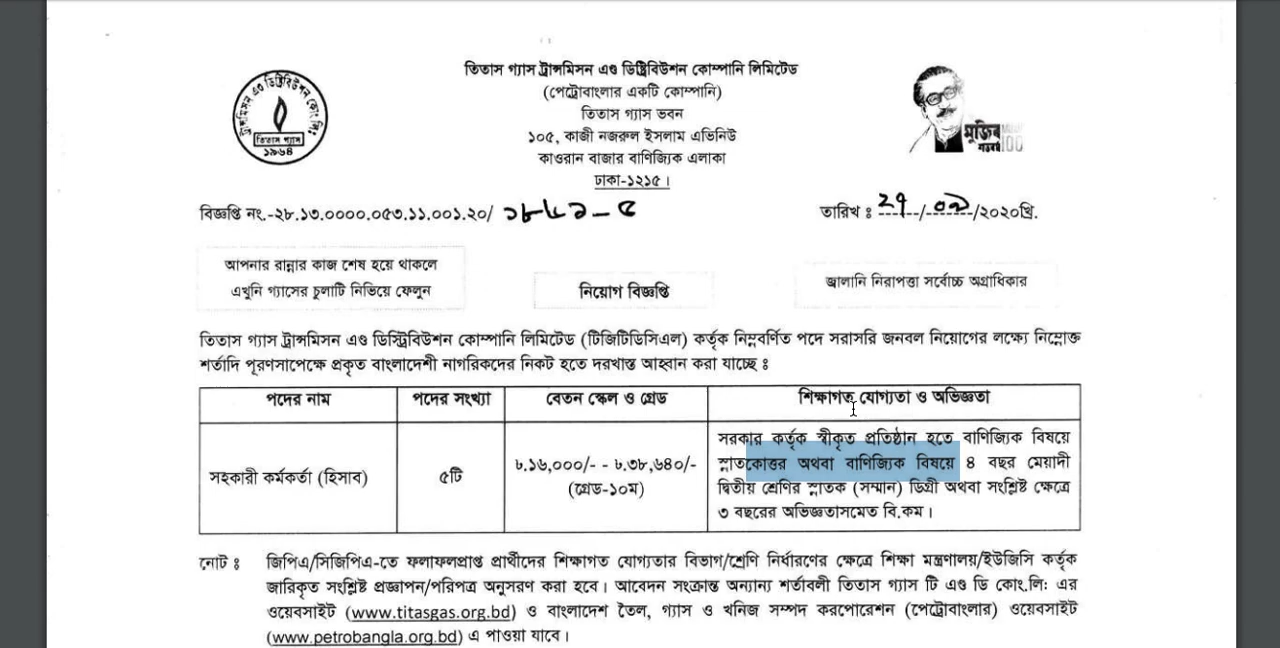 তিতাস গ্যাস ট্রান্সমিসন এণ্ড ডিষ্ট্রিবিউশন কোম্পানি লিমিটেড
(পেট্রোবাংলার একটি কোম্পানি)
তিতাস গ্যাস ভবন
১০৫, কাজী নজরুল ইসলাম এভিনিউ
কাওরান বাজার বাণিজ্যিক এলাকা
ঢাকা-১২১৫।
তিতাস গ্যাস
১৯৬৪
মুজিব
শতবর্ষ 100
বিজ্ঞপ্তি নং.-২৮.১৩.০০০০.০৫৩.১১.০০১.২০/
তারিখ ঃ ২৭/০৯/২০২০খ্রি.
আপনার রান্নার কাজ শেষ হয়ে থাকলে
এখুনি গ্যাসের চুলাটি নিভিয়ে ফেলুন
নিয়োগ বিজ্ঞপ্তি
জ্বালানি নিরাপত্তা সর্বোচ্চ অগ্রাধিকার
তিতাস গ্যাস ট্রান্সমিসন এণ্ড ডিস্ট্রিবিউশন কোম্পানি লিমিটেড (টিজিটিডিসিএল) কর্তৃক নিম্নবর্ণিত পদে সরাসরি জনবল নিয়োগের লক্ষ্যে নিম্নোক্ত
শর্তাদি পূরণসাপেক্ষে প্রকৃত বাংলাদেশী নাগরিকদের নিকট হতে দরখাস্ত আহ্বান করা যাচ্ছে ঃ
পদের নাম
পদের সংখ্যা
বেতন স্কেল ও গ্রেড
শিক্ষাগত যোগ্যতা ও অভিজ্ঞতা
সহকারী কর্মকর্তা (হিসাব)
৫টি
৳.১৬,০০০/- - ৳.৩৮,৬৪০/-
(গ্রেড-১০ম)
সরকার কর্তৃক স্বীকৃত প্রতিষ্ঠান হতে বাণিজ্যিক বিষয়ে
স্নাতকোত্তর অথবা বাণিজ্যিক বিষয়ে ৪ বছর মেয়াদী
দ্বিতীয় শ্রেণির স্নাতক (সম্মান) ডিগ্রী অথবা সংশ্লিষ্ট ক্ষেত্রে
৩ বছরের অভিজ্ঞতাসমেত বি.কম।
নোট ঃ জিপিএ/সিজিপিএ-তে ফলাফলপ্রাপ্ত প্রার্থীদের শিক্ষাগত যোগ্যতার বিভাগ/শ্রেণি নির্ধারণের ক্ষেত্রে শিক্ষা মন্ত্রণালয়/ইউজিসি কর্তৃক
জারিকৃত সংশ্লিষ্ট প্রজ্ঞাপন/পরিপত্র অনুসরণ করা হবে। আবেদন সংক্রান্ত অন্যান্য শর্তাবলী তিতাস গ্যাস টি এণ্ড ডি কোং.লি: এর
ওয়েবসাইট (www.titasgas.org.bd) ও বাংলাদেশ তৈল, গ্যাস ও খনিজ সম্পদ করপোরেশন (পেট্রোবাংলার) ওয়েবসাইট
(www.petrobangla.org.bd) এ পাওয়া যাবে।